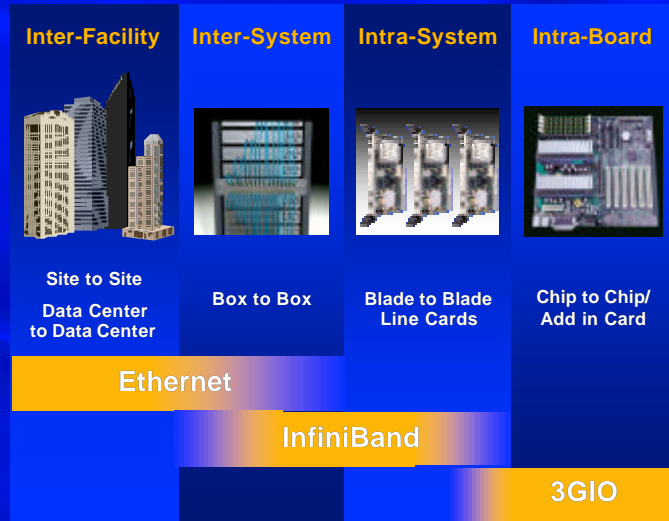 Inter-Facility
Inter-System
Intra-System
Intra-Board
Site to Site
Data Center
to Data Center
Box to Box
Blade to Blade
Line Cards
Chip to Chip/
Add in Card
Ethernet
InfiniBand
3GIO